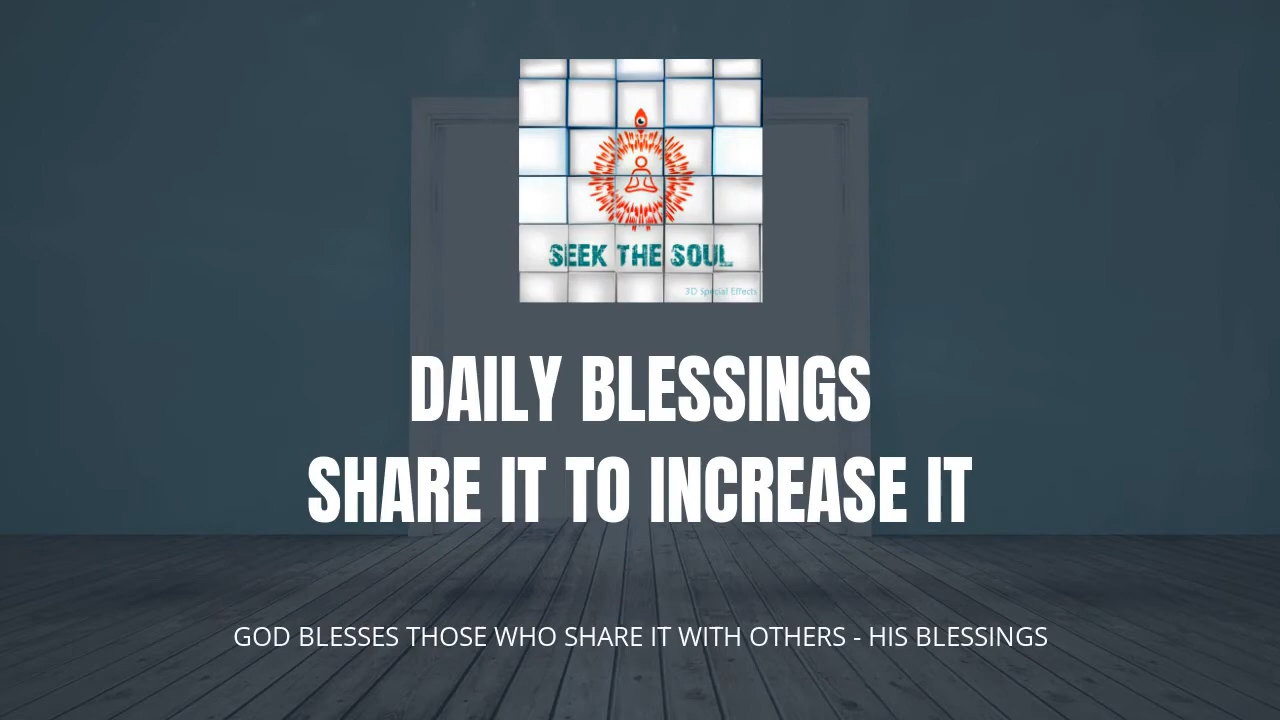 SEEK THE SOUL
3D Special Effects
DAILY BLESSINGS
SHARE IT TO INCREASE IT
GOD BLESSES THOSE WHO SHARE IT WITH OTHERS - HIS BLESSINGS